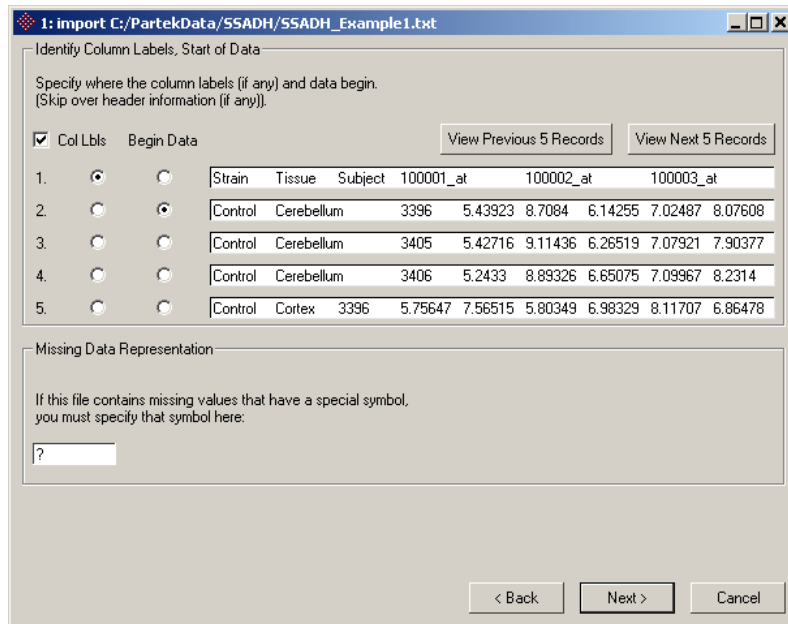 1: import C:/PartekData/SSADH/SSADH_Example1.txt
Identify Column Labels, Start of Data
Specify where the column labels (if any) and data begin.
(Skip over header information (if any)).
Col Lbls Begin Data View Previous 5 Records View Next 5 Records
1. Strain Tissue Subject 100001_at 100002_at 100003_at
2. Control Cerebellum 3396 5.43923 8.7084 6.14255 7.02487 8.07608
3. Control Cerebellum 3405 5.42716 9.11436 6.26519 7.07921 7.90377
4. Control Cerebellum 3406 5.2433 8.89326 6.65075 7.09967 8.2314
5. Control Cortex 3396 5.75647 7.56515 5.80349 6.98329 8.11707 6.86478
Missing Data Representation
If this file contains missing values that have a special symbol,
you must specify that symbol here:
?
< Back Next > Cancel